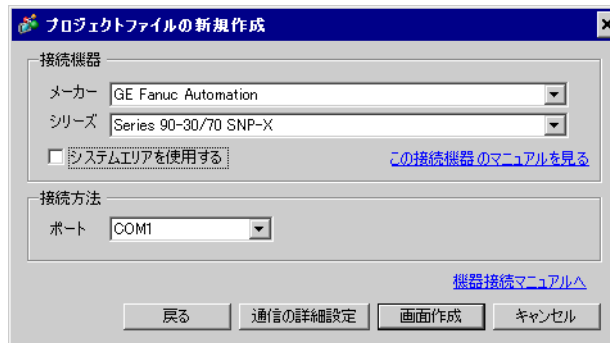 プロジェクトファイルの新規作成
接続機器
メーカー GE Fanuc Automation
シリーズ Series 90-30/70 SNP-X
システムエリアを使用する この接続機器のマニュアルを見る
接続方法
ポート COM1
機器接続マニュアルへ
戻る 通信の詳細設定 画面作成 キャンセル